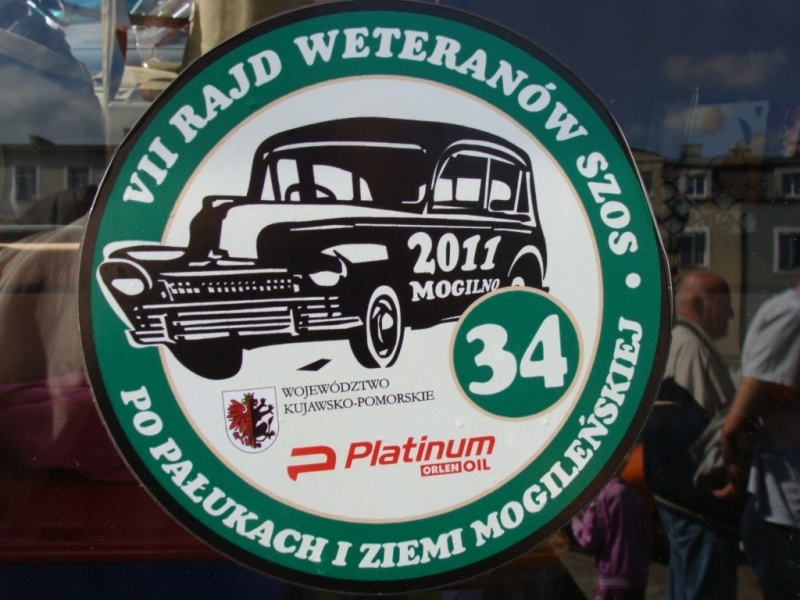 VII RAJD WETERANÓW SZOS •
2011
MOGILNO
34
WOJEWÓDZTWO
KUJAWSKO-POMORSKIE
Platinum
ORLEN OIL
PO PAŁUKACH I ZIEMI MOGILEŃSKIEJ